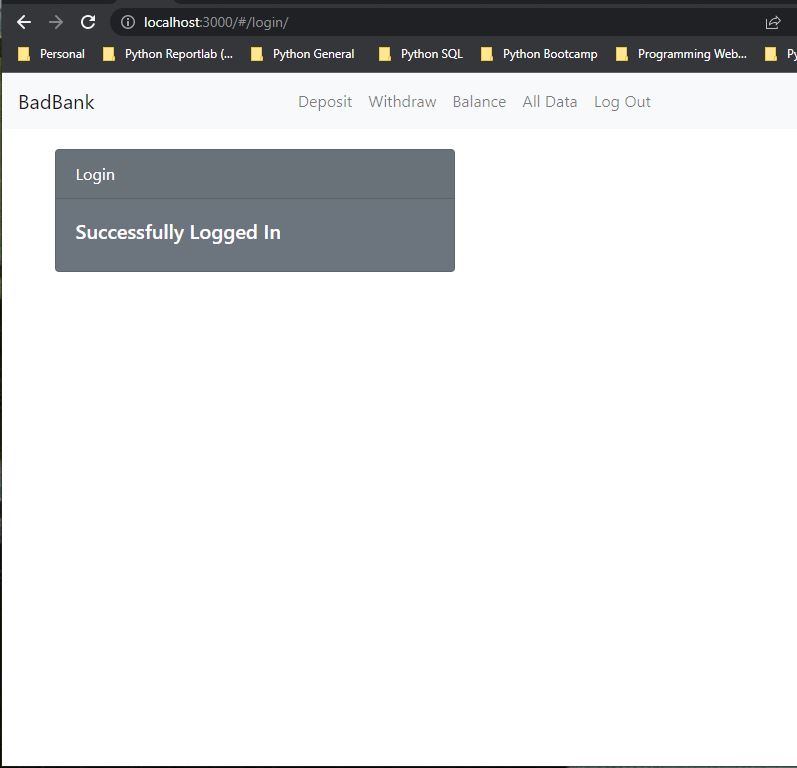 localhost:3000/#/login/
Personal Python Reportlab (... Python General Python SQL Python Bootcamp Programming Web... Py
BadBank Deposit Withdraw Balance All Data Log Out
Login
Successfully Logged In